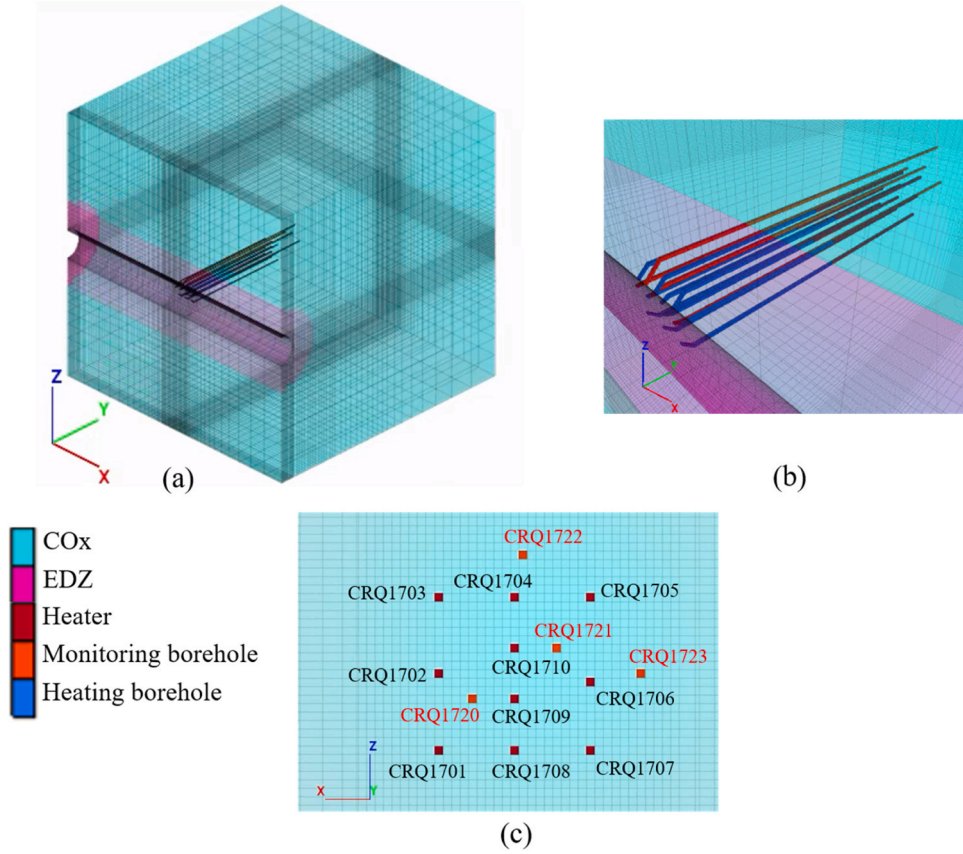 Z
Y
X
(a)
Z
Y
X
(b)
COx
EDZ
Heater
Monitoring borehole
Heating borehole
CRQ1722
CRQ1703
CRQ1704
CRQ1705
CRQ1721
CRQ1710
CRQ1723
CRQ1702
CRQ1706
CRQ1720
CRQ1709
Z
X
Y
CRQ1701
CRQ1708
CRQ1707
(c)